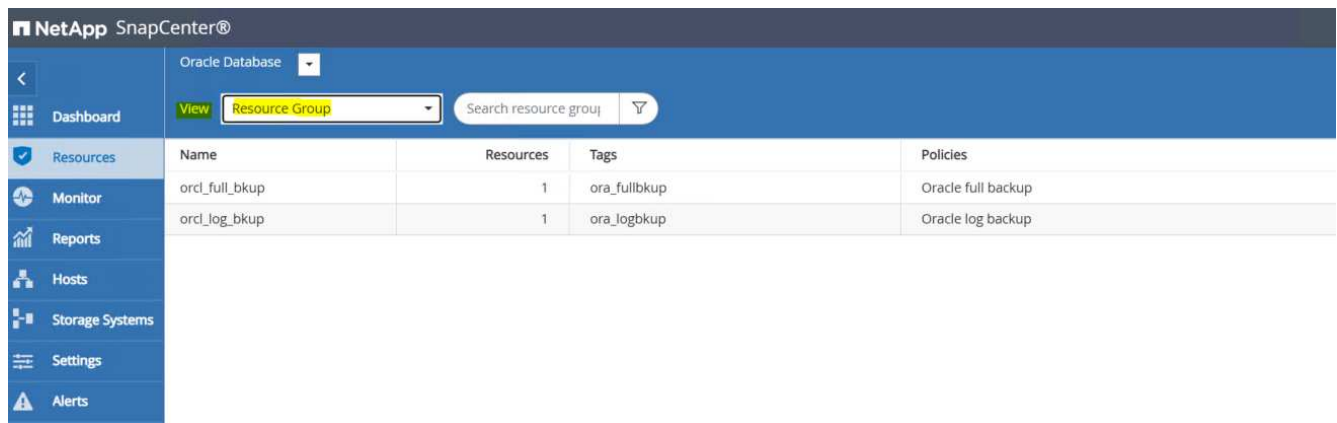 NetApp SnapCenter®
Oracle Database
View Resource Group Search resource grou
Dashboard
Resources
Monitor
Reports
Hosts
Storage Systems
Settings
Alerts
Name Resources Tags Policies
orcl_full_bkup 1 ora_fullbkup Oracle full backup
orcl_log_bkup 1 ora_logbkup Oracle log backup